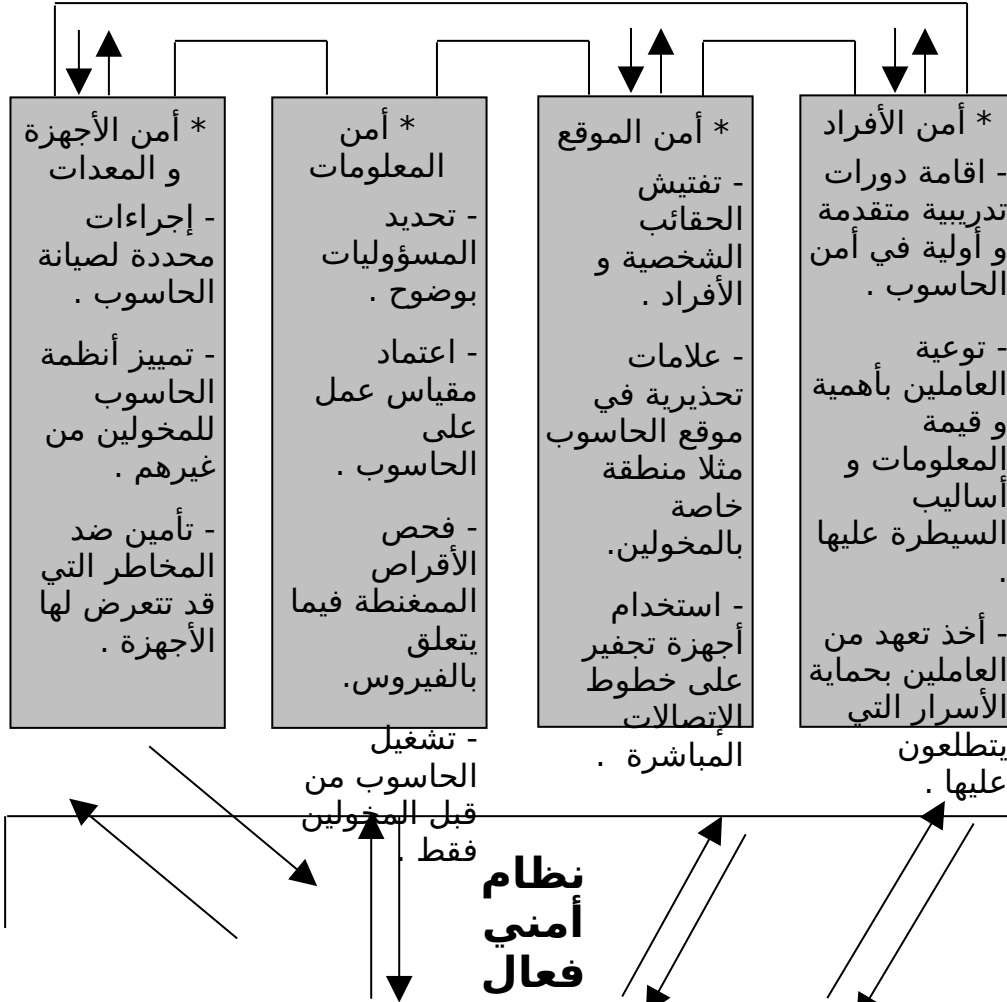 * أمن الأفراد
- اقامة دورات
تدريبية متقدمة
و أولية في أمن
الحاسوب .
- توعية
العاملين بأهمية
و قيمة
المعلومات و
أساليب
السيطرة عليها
.
- أخذ تعهد من
العاملين بحماية
الأسرار التي
يتطلعون
عليها .
* أمن الموقع
- تفتيش
الحقائب
الشخصية و
الأفراد .
- علامات
تحذيرية في
موقع الحاسوب
مثلا منطقة
خاصة
بالمخولين.
- استخدام
أجهزة تجفير
على خطوط
الإتصالات
المباشرة .
* أمن
المعلومات
- تحديد
المسؤوليات
بوضوح .
- اعتماد
مقياس عمل
على
الحاسوب .
- فحص
الأقراص
الممغنطة فيما
يتعلق
بالفيروس.
- تشغيل
الحاسوب من
قبل المخولين
فقط .
* أمن الأجهزة
و المعدات
- إجراءات
محددة لصيانة
الحاسوب .
- تمييز أنظمة
الحاسوب
للمخولين من
غيرهم .
- تأمين ضد
المخاطر التي
قد تتعرض لها
الأجهزة .
نظام
أمني
فعال